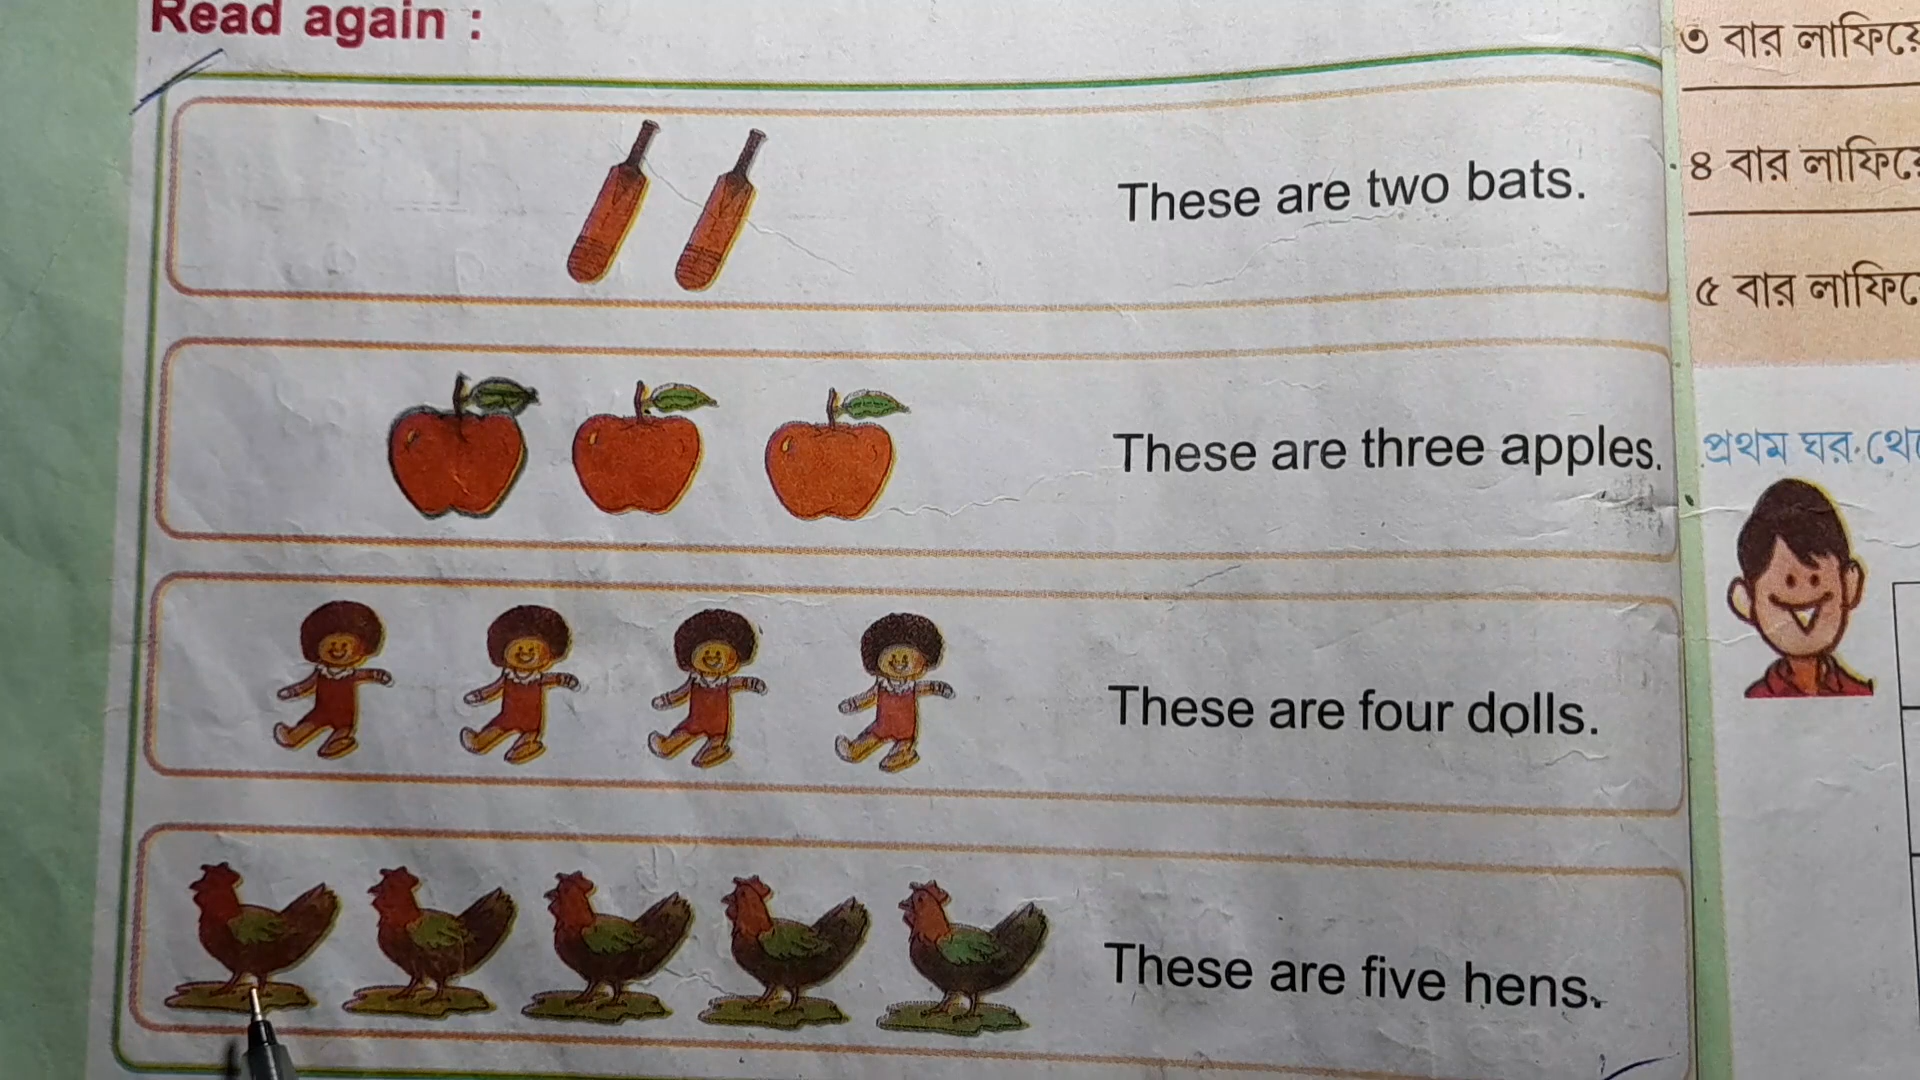 Read again :
These are two bats.
These are three apples.
These are four dolls.
These are five hens.
৩ বার
৪ বার
৫ বার
প্রথম ঘর